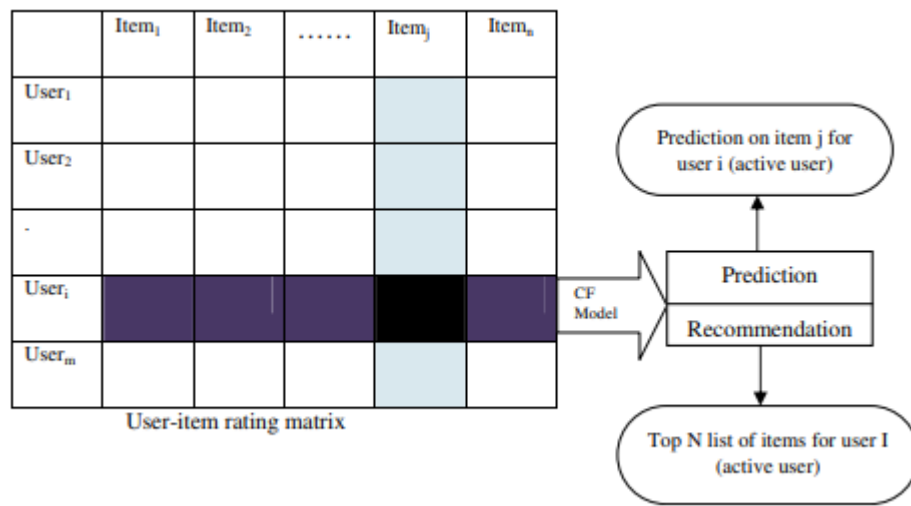 Item₁ Item₂ ...... Itemⱼ Itemₙ
User₁
User₂
-
Userᵢ
Userₘ
User-item rating matrix
CF
Model
Prediction on item j for
user i (active user)
Prediction
Recommendation
Top N list of items for user I
(active user)